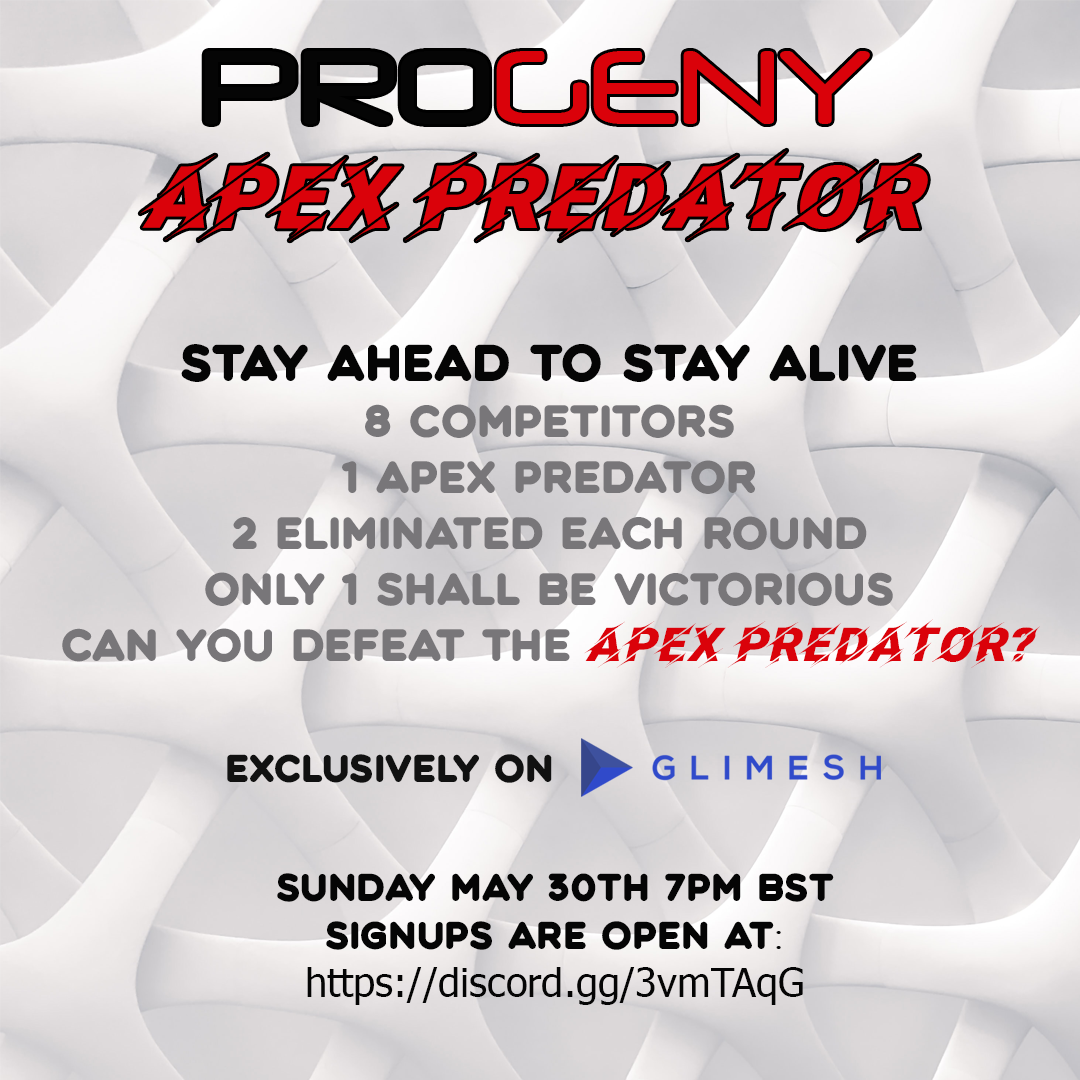 PROGENY
APEX PREDATOR
STAY AHEAD TO STAY ALIVE
8 COMPETITORS
1 APEX PREDATOR
2 ELIMINATED EACH ROUND
ONLY 1 SHALL BE VICTORIOUS
CAN YOU DEFEAT THE APEX PREDATOR?
EXCLUSIVELY ON GLIMESH
SUNDAY MAY 30TH 7PM BST
SIGNUPS ARE OPEN AT:
https://discord.gg/3vmTAqG